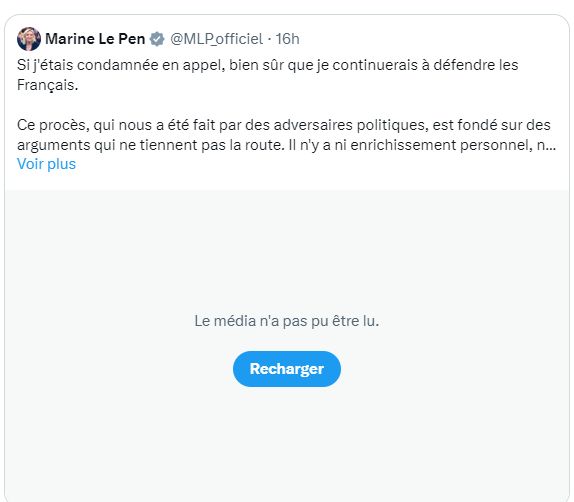 Marine Le Pen @MLP_officiel · 16h
Si j'étais condamnée en appel, bien sûr que je continuerais à défendre les
Français.
Ce procès, qui nous a été fait par des adversaires politiques, est fondé sur des
arguments qui ne tiennent pas la route. Il n'y a ni enrichissement personnel, n...
Voir plus
Le média n'a pas pu être lu.
Recharger